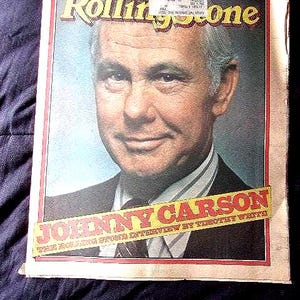 RollingStone
JOHNNY CARSON
THE ROLLING STONE INTERVIEW BY TIMOTHY WHITE